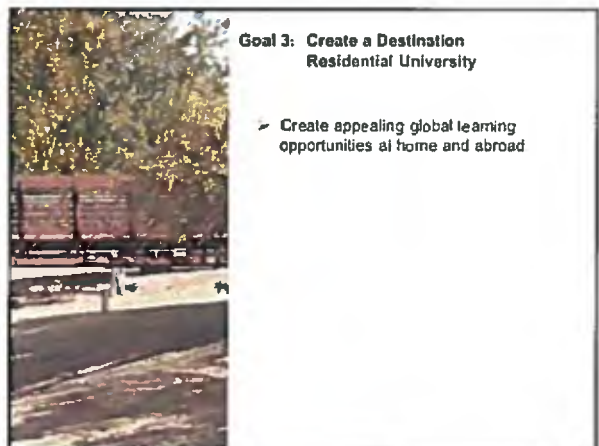 Goal 3: Create a Destination
Residential University
➢ Create appealing global learning
opportunities at home and abroad